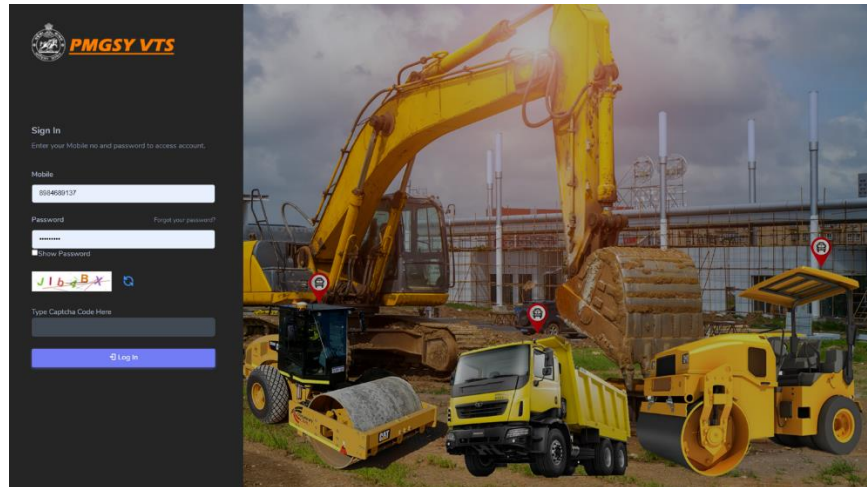 PMGSY VTS
Sign In
Enter your Mobile no and password to access account.
Mobile
8984689137
Password Forgot your password?
Show Password
Type Captcha Code Here
Log In
CAT